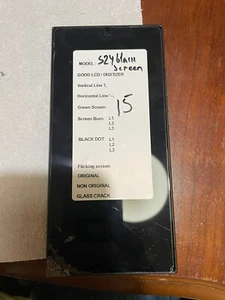 MODEL: S24 blank
Screen
GOOD LCD / DIGITIZER
Vertical Line
Horizontal Line
15
Green Screen
Screen Burn L1
L2
L3
BLACK DOT L1
L2
L3
Flicking screen
ORIGINAL
NON ORIGINAL
GLASS CRACK